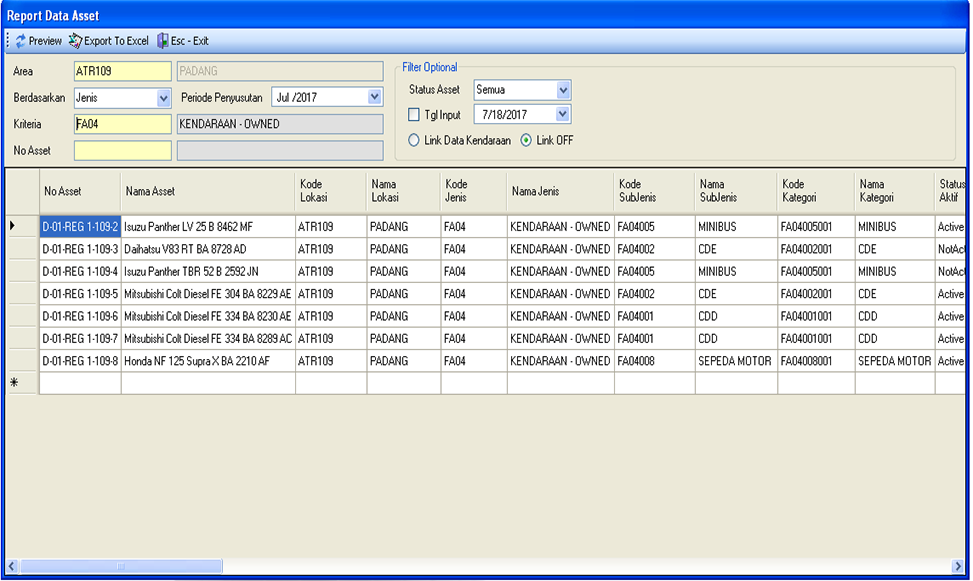 Report Data Asset
Preview Export To Excel Esc - Exit
Area ATR109 PADANG
Berdasarkan Jenis Periode Penyusutan Jul /2017
Kriteria FA04 KENDARAAN - OWNED
No Asset
Filter Optional
Status Asset Semua
Tgl Input 7/18/2017
Link Data Kendaraan Link OFF
No Asset Nama Asset Kode Lokasi Nama Lokasi Kode Jenis Nama Jenis Kode SubJenis Nama SubJenis Kode Kategori Nama Kategori Status Aktif
D-01-REG 1-109-2 Isuzu Panther LV 25 B 8462 MF ATR109 PADANG FA04 KENDARAAN - OWNED FA04005 MINIBUS FA04005001 MINIBUS Active
D-01-REG 1-109-3 Daihatsu V83 RT BA 8728 AD ATR109 PADANG FA04 KENDARAAN - OWNED FA04002 CDE FA04002001 CDE NotAct
D-01-REG 1-109-4 Isuzu Panther TBR 52 B 2592 JN ATR109 PADANG FA04 KENDARAAN - OWNED FA04005 MINIBUS FA04005001 MINIBUS NotAct
D-01-REG 1-109-5 Mitsubishi Colt Diesel FE 304 BA 8229 AE ATR109 PADANG FA04 KENDARAAN - OWNED FA04002 CDE FA04002001 CDE Active
D-01-REG 1-109-6 Mitsubishi Colt Diesel FE 334 BA 8230 AE ATR109 PADANG FA04 KENDARAAN - OWNED FA04001 CDD FA04001001 CDD Active
D-01-REG 1-109-7 Mitsubishi Colt Diesel FE 334 BA 8289 AC ATR109 PADANG FA04 KENDARAAN - OWNED FA04001 CDD FA04001001 CDD Active
D-01-REG 1-109-8 Honda NF 125 Supra X BA 2210 AF ATR109 PADANG FA04 KENDARAAN - OWNED FA04008 SEPEDA MOTOR FA04008001 SEPEDA MOTOR Active